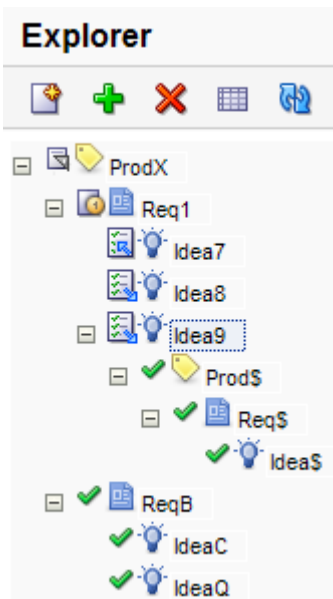 Explorer
ProdX
Req1
Idea7
Idea8
Idea9
Prod$
Req$
Idea$
ReqB
IdeaC
IdeaQ